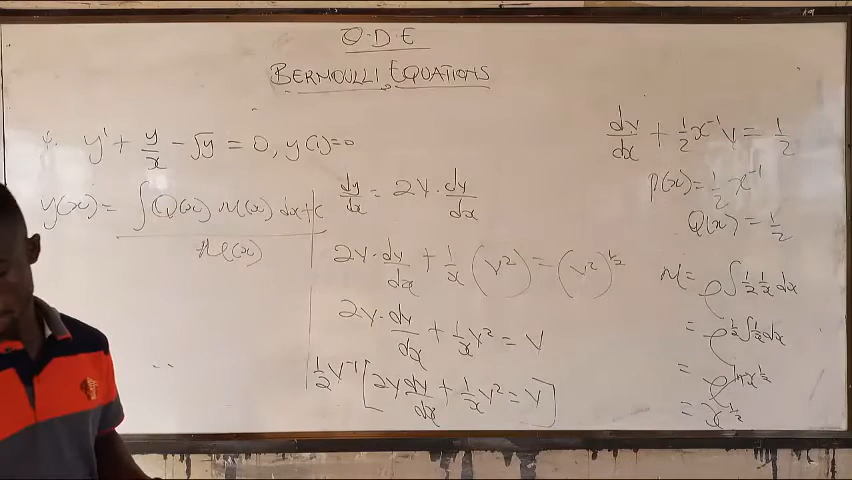 O.D.E
BERMOULLI EQUATIONS
y' + y/x - √y = 0, y(1)=0
y(x) = ∫Q(x) M(x) dx + C / M(x)
dy/dx = 2V · dv/dx
2V · dv/dx + 1/x (V²) = (V²)^½
2V · dv/dx + 1/x V² = V
½V⁻¹ [2V dv/dx + 1/x V² = V]
dv/dx + ½x⁻¹V = ½
P(x) = ½ x⁻¹
Q(x) = ½
M = e^∫½ 1/x dx
= e^½∫1/x dx
= e^ln x^½
= x^½